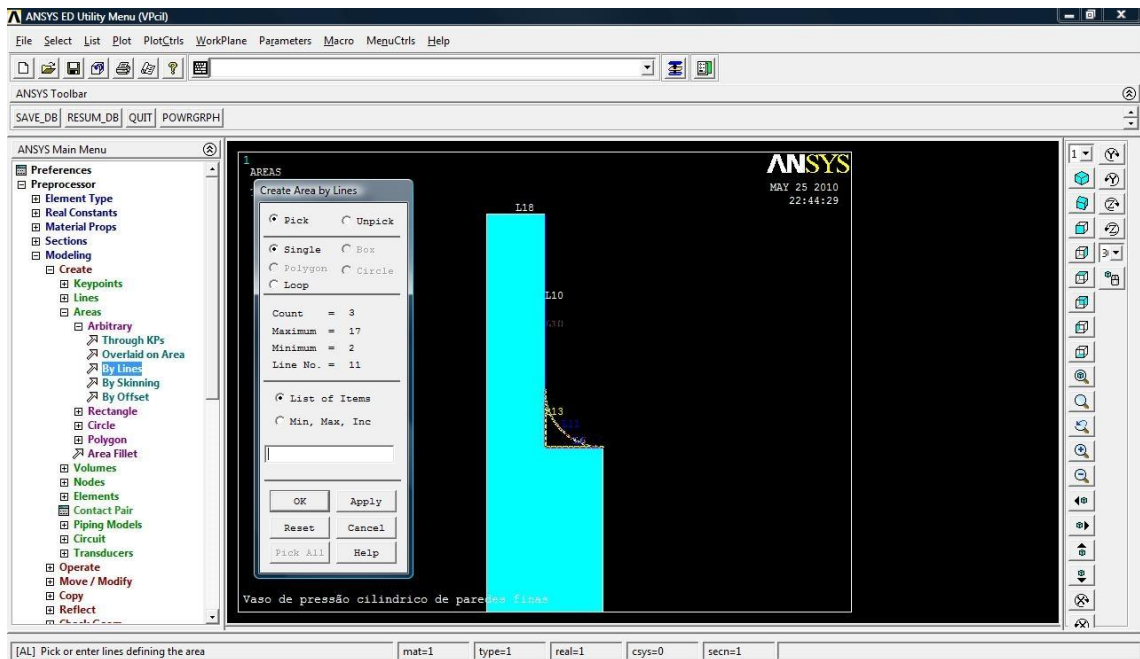 ANSYS ED Utility Menu (VPcil)
File Select List Plot PlotCtrls WorkPlane Parameters Macro MenuCtrls Help
ANSYS Toolbar
SAVE_DB RESUM_DB QUIT POWRGRPH
ANSYS Main Menu
Preferences
Preprocessor
Element Type
Real Constants
Material Props
Sections
Modeling
Create
Keypoints
Lines
Areas
Arbitrary
Through KPs
Overlaid on Area
By Lines
By Skinning
By Offset
Rectangle
Circle
Polygon
Area Fillet
Volumes
Nodes
Elements
Contact Pair
Piping Models
Circuit
Transducers
Operate
Move / Modify
Copy
Reflect
Check Geom
1
AREAS
Create Area by Lines
Pick Unpick
Single Box
Polygon Circle
Loop
Count = 3
Maximum = 17
Minimum = 2
Line No. = 11
List of Items
Min, Max, Inc
OK Apply
Reset Cancel
Pick All Help
ANSYS
MAY 25 2010
22:44:29
L18
L10
L11
Vaso de pressão cilindrico de paredes finas
1
[AL] Pick or enter lines defining the area
mat=1 type=1 real=1 csys=0 secn=1